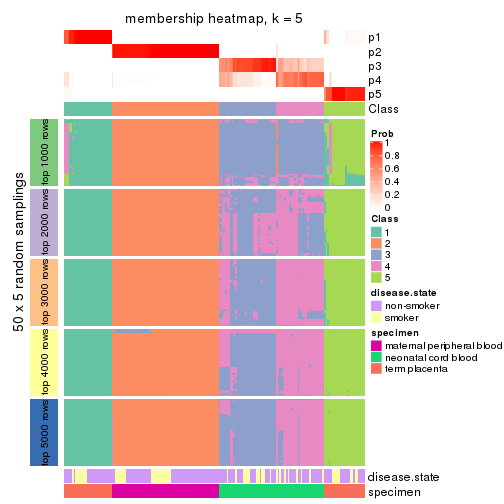 membership heatmap, k = 5
p1
p2
p3
p4
p5
Class
50 x 5 random samplings
top 1000 rows
top 2000 rows
top 3000 rows
top 4000 rows
top 5000 rows
Prob
1
0.8
0.6
0.4
0.2
0
Class
1
2
3
4
5
disease.state
non-smoker
smoker
specimen
maternal peripheral blood
neonatal cord blood
term placenta
disease.state
specimen